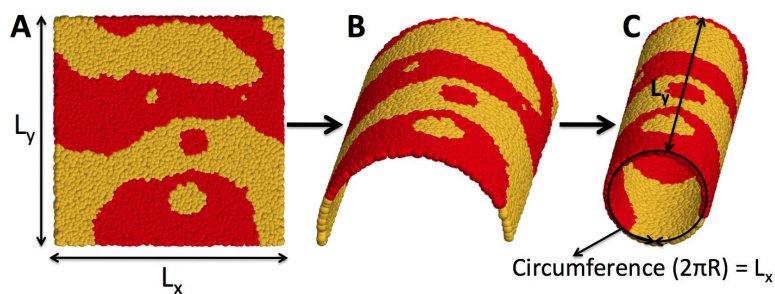 A
B
C
Ly
Ly
Lx
Circumference (2πR) = Lx